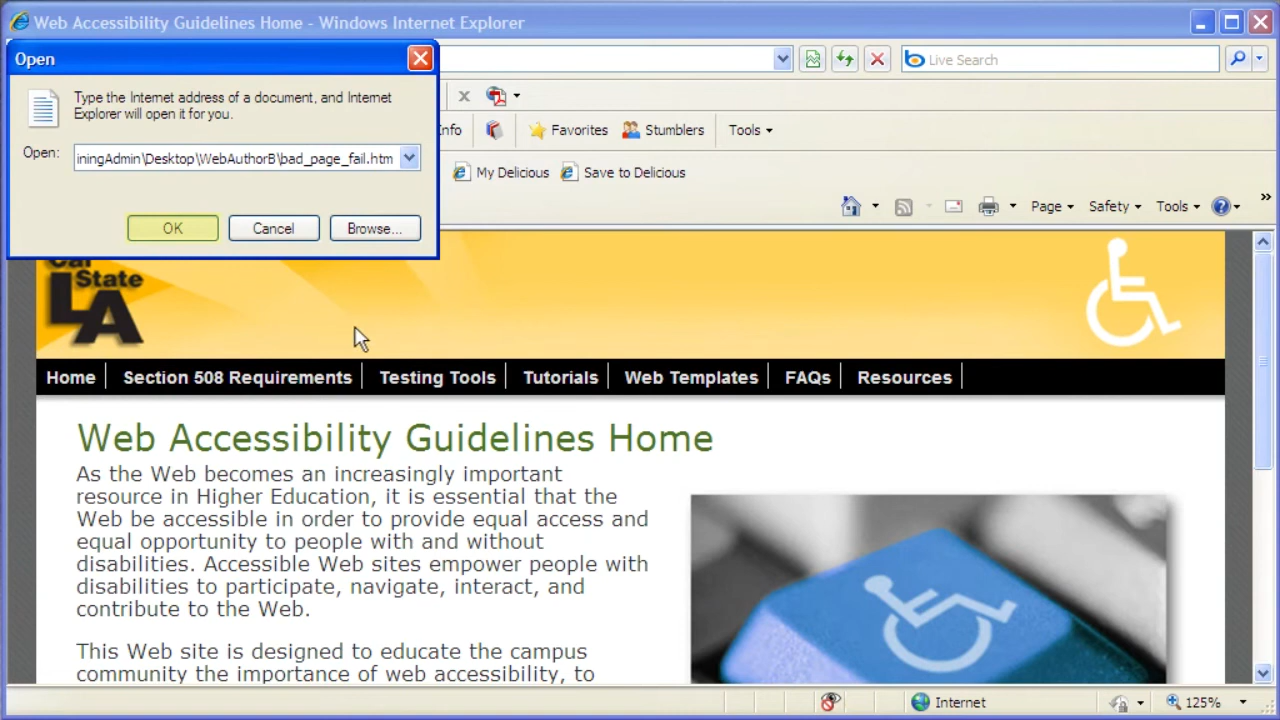 Web Accessibility Guidelines Home - Windows Internet Explorer
Open
Live Search
Type the Internet address of a document, and Internet
Explorer will open it for you.
Info
Favorites
Stumblers
Tools
Open:
iningAdmin\Desktop\WebAuthorB\bad_page_fail.htm
My Delicious
Save to Delicious
Page
Safety
Tools
OK
Cancel
Browse...
Cal
State
LA
Home
Section 508 Requirements
Testing Tools
Tutorials
Web Templates
FAQs
Resources
Web Accessibility Guidelines Home
As the Web becomes an increasingly important
resource in Higher Education, it is essential that the
Web be accessible in order to provide equal access and
equal opportunity to people with and without
disabilities. Accessible Web sites empower people with
disabilities to participate, navigate, interact, and
contribute to the Web.
This Web site is designed to educate the campus
community the importance of web accessibility, to
Internet
125%